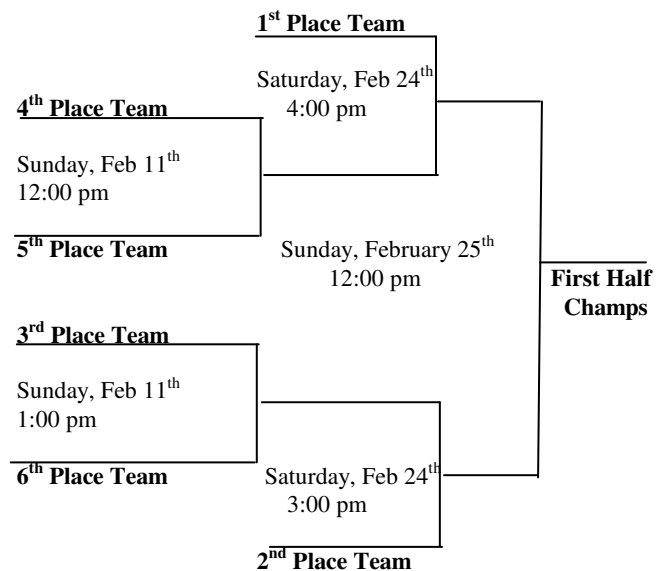 1st Place Team
Saturday, Feb 24th
4:00 pm
4th Place Team
Sunday, Feb 11th
12:00 pm
5th Place Team
Sunday, February 25th
12:00 pm
First Half
Champs
3rd Place Team
Sunday, Feb 11th
1:00 pm
6th Place Team
Saturday, Feb 24th
3:00 pm
2nd Place Team